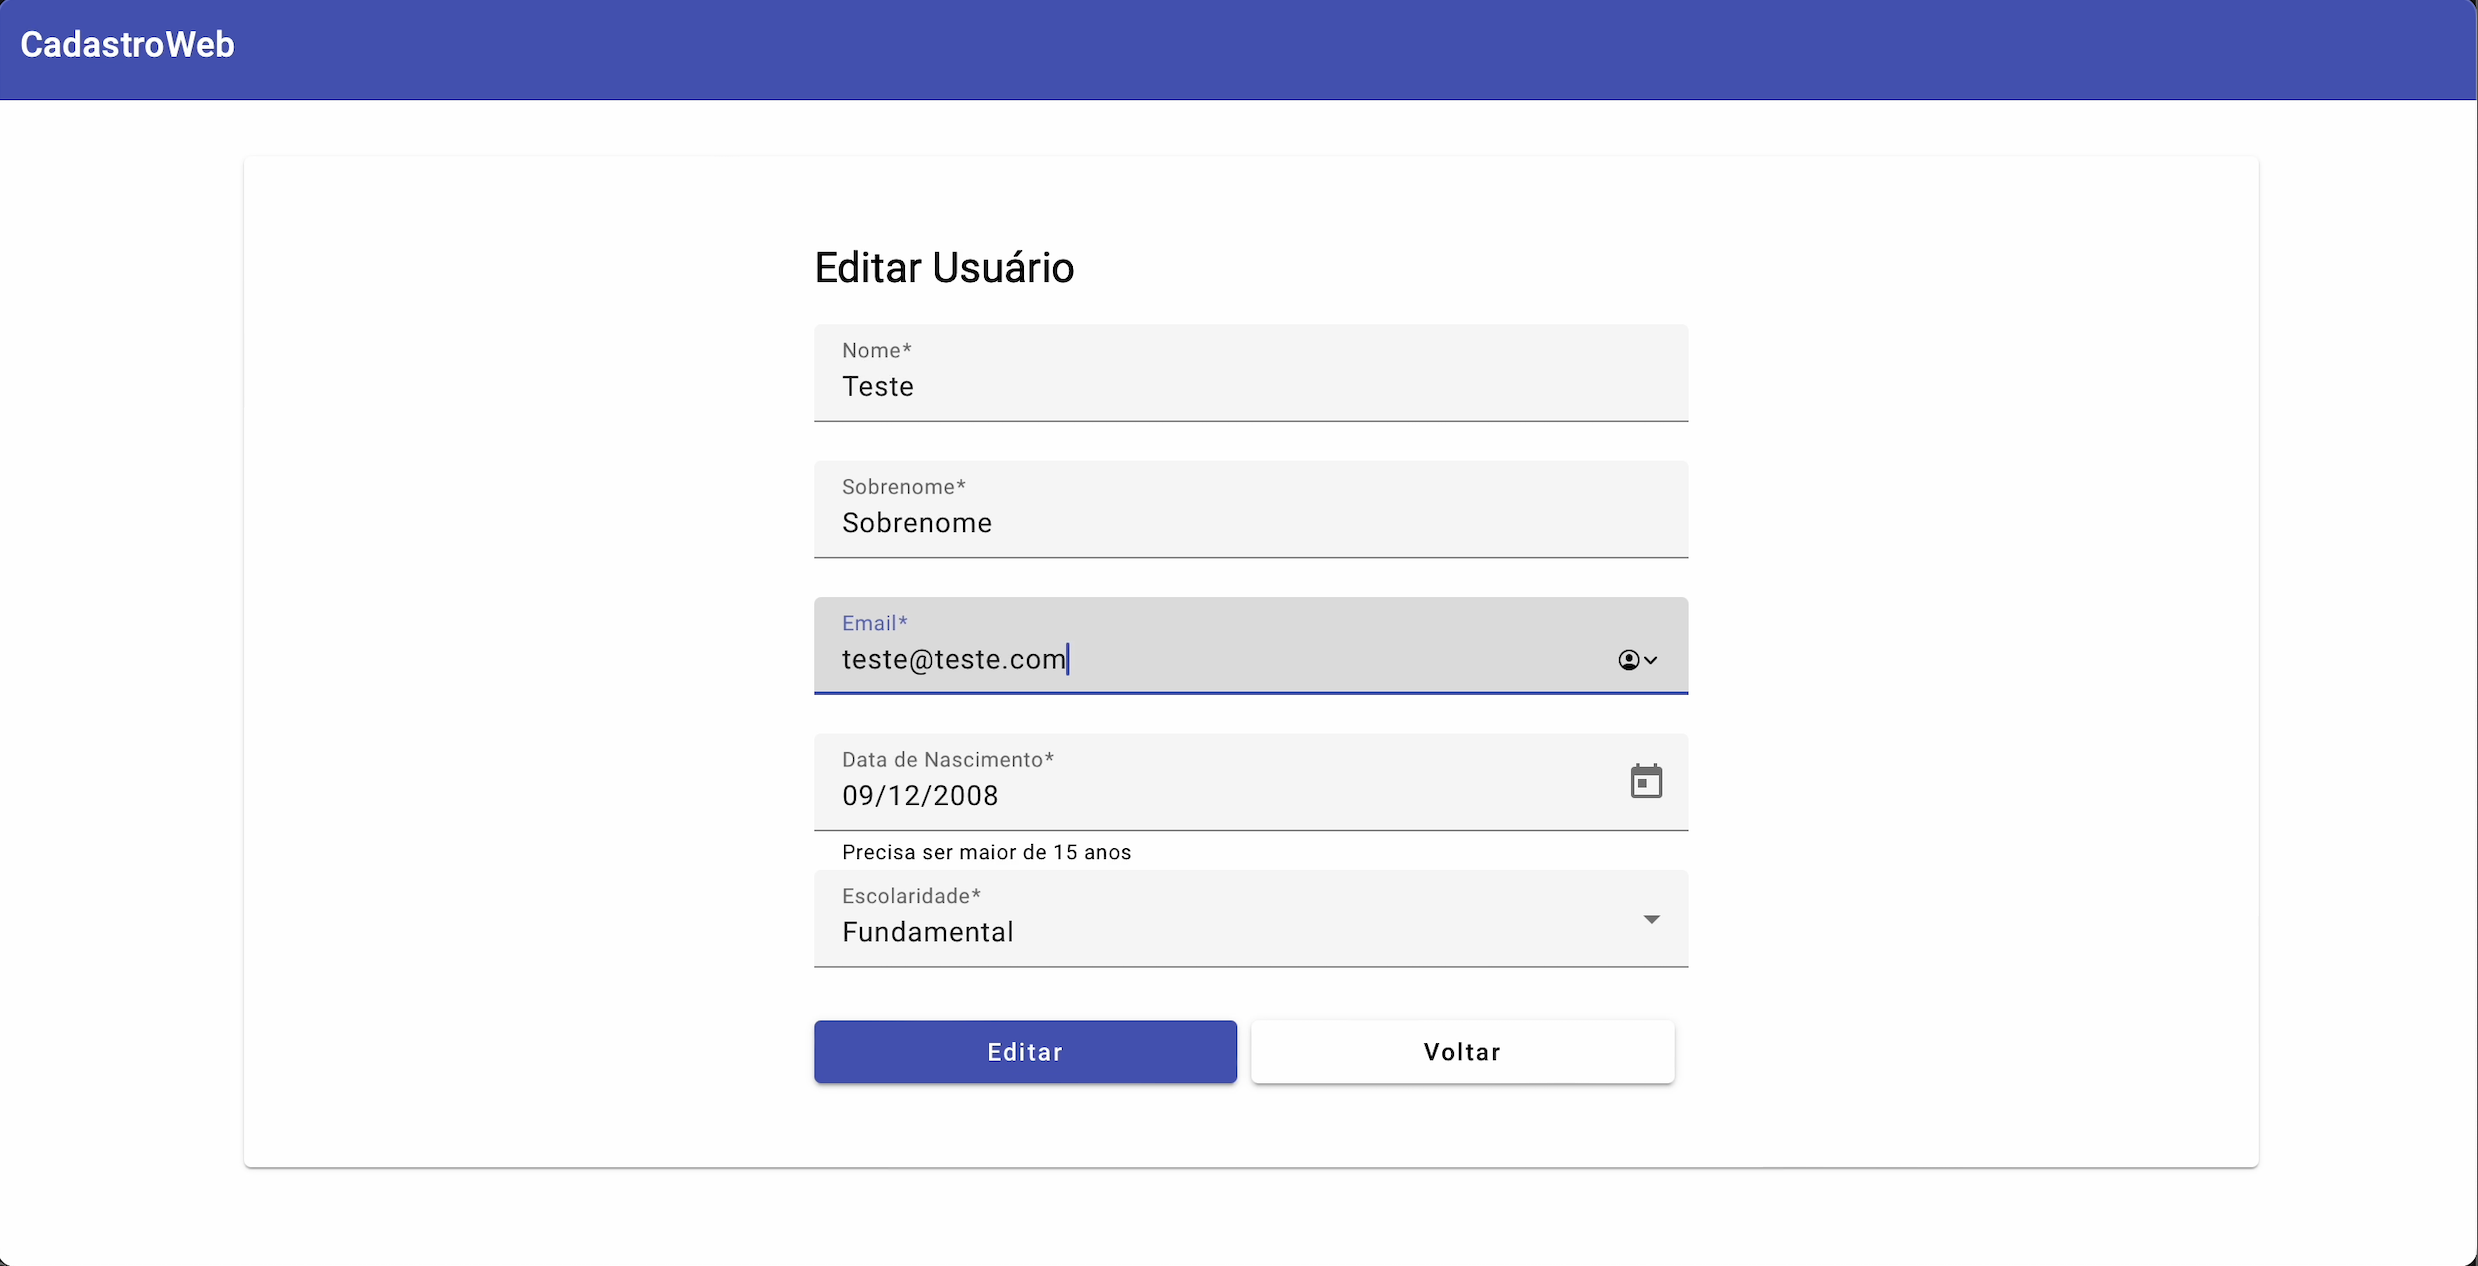 CadastroWeb
Editar Usuário
Nome*
Teste
Sobrenome*
Sobrenome
Email*
teste@teste.com
Data de Nascimento*
09/12/2008
Precisa ser maior de 15 anos
Escolaridade*
Fundamental
Editar
Voltar